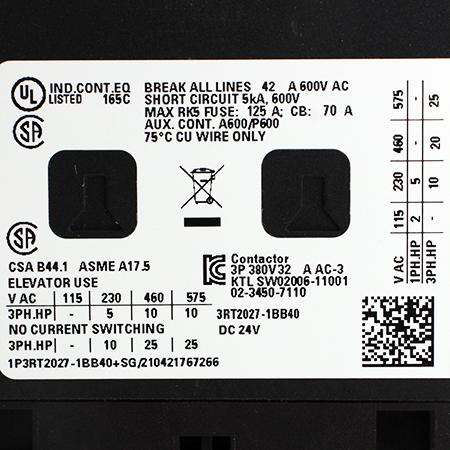 UL IND.CONT.EQ
LISTED 165C
BREAK ALL LINES 42 A 600V AC
SHORT CIRCUIT 5kA, 600V
MAX RK5 FUSE: 125 A; CB: 70 A
AUX. CONT. A600/P600
75°C CU WIRE ONLY
SA
SA
CSA B44.1 ASME A17.5
ELEVATOR USE
V AC 115 230 460 575
3PH.HP - 5 10 10
NO CURRENT SWITCHING
3PH.HP - 10 25 25
1P3RT2027-1BB40+SG/210421767266
Contactor
3P 380V 32 A AC-3
KTL SW02006-11001
02-3450-7110
3RT2027-1BB40
DC 24V
V AC 115 230 460 575
1PH.HP 2 5 - -
3PH.HP - 10 20 25